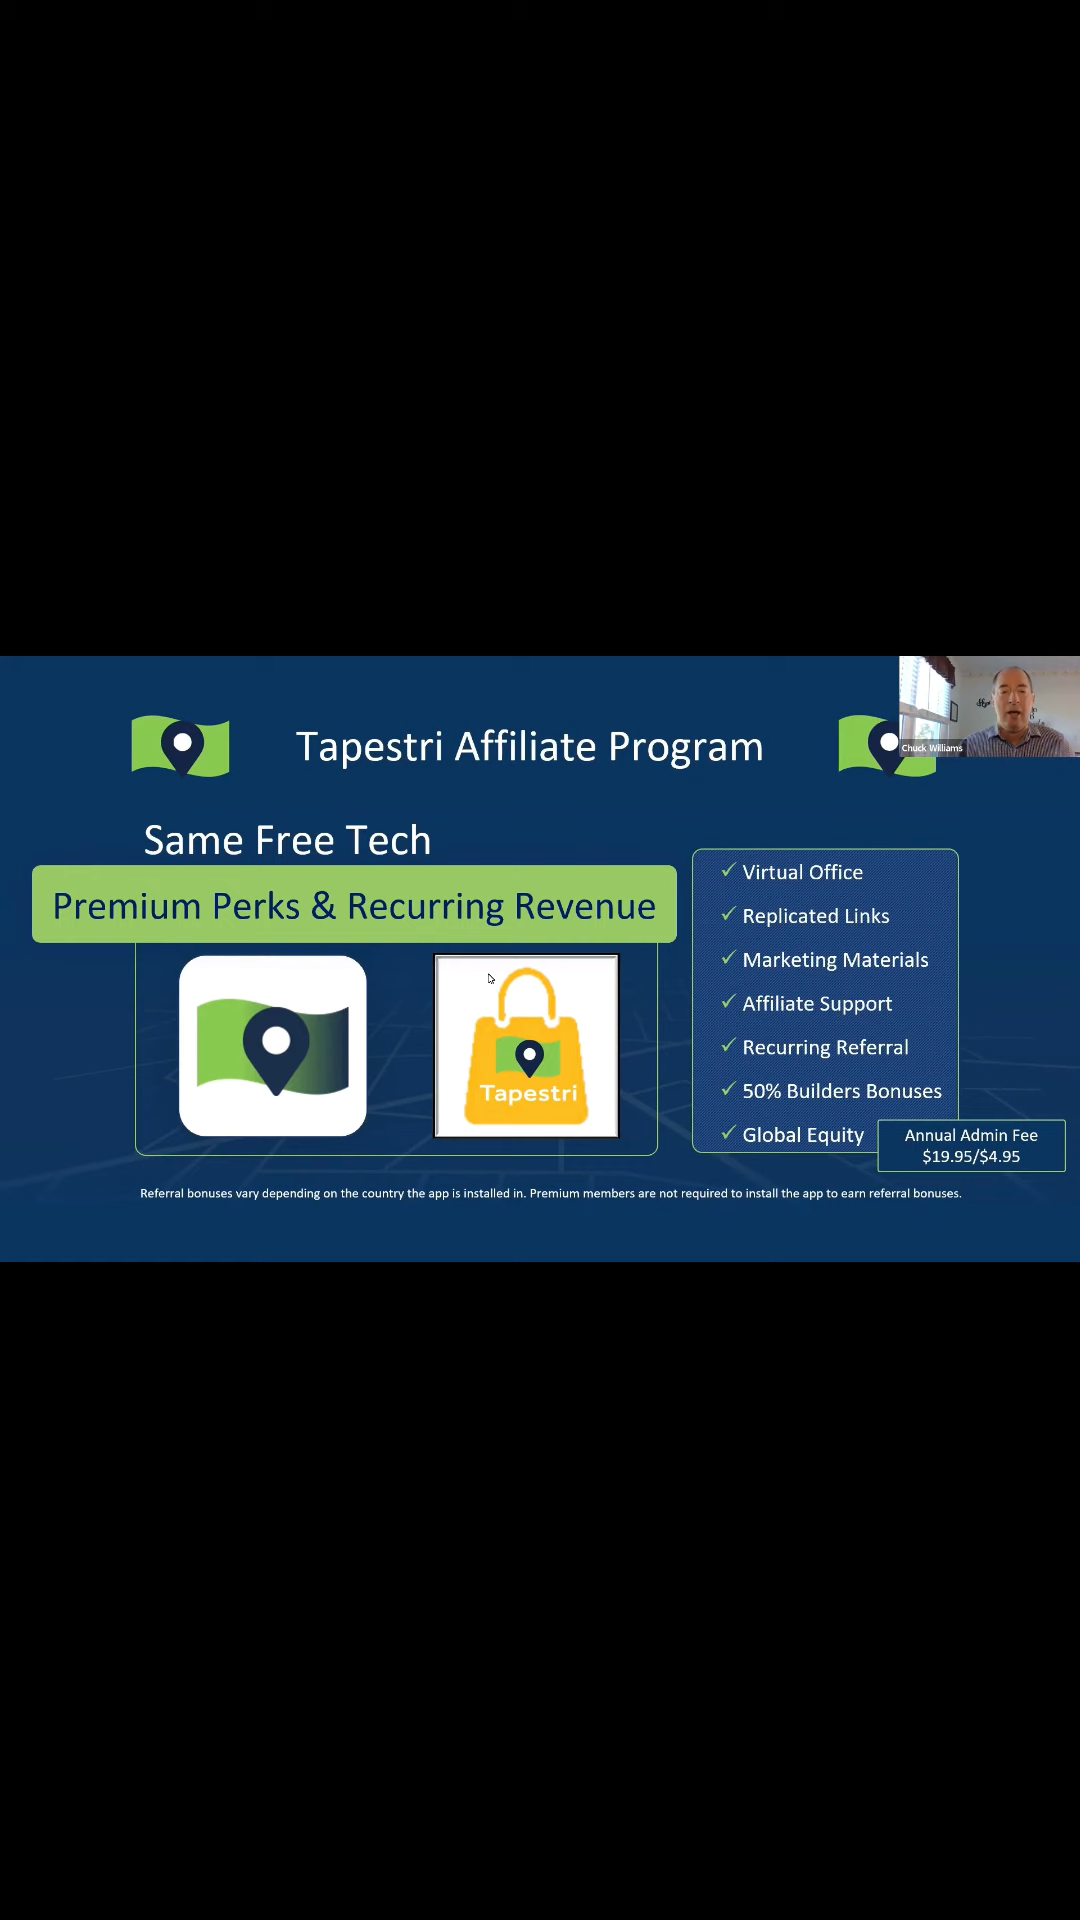 Chuck Williams
Tapestri Affiliate Program
Same Free Tech
Premium Perks & Recurring Revenue
Tapestri
✓ Virtual Office
✓ Replicated Links
✓ Marketing Materials
✓ Affiliate Support
✓ Recurring Referral
✓ 50% Builders Bonuses
✓ Global Equity
Annual Admin Fee
$19.95/$4.95
Referral bonuses vary depending on the country the app is installed in. Premium members are not required to install the app to earn referral bonuses.